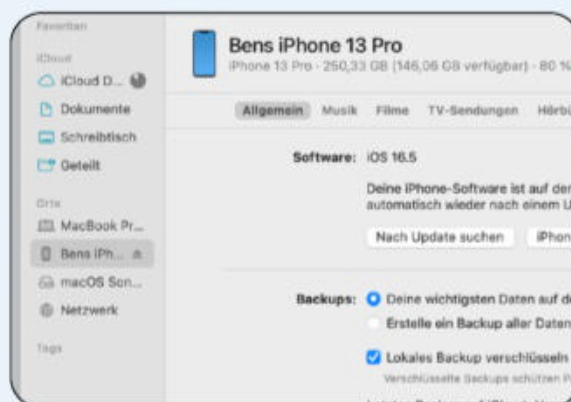 Favoriten
iCloud
iCloud D...
Dokumente
Schreibtisch
Geteilt
Orte
MacBook Pr...
Bens iPh...
macOS Son...
Netzwerk
Tags
Bens iPhone 13 Pro
iPhone 13 Pro · 250,33 GB (146,06 GB verfügbar) · 80 %
Allgemein Musik Filme TV-Sendungen Hörbü
Software: iOS 16.5
Deine iPhone-Software ist auf der
automatisch wieder nach einem U
Nach Update suchen iPhon
Backups: Deine wichtigsten Daten auf de
Erstelle ein Backup aller Daten
Lokales Backup verschlüsseln
Verschlüsselte Backups schützen P